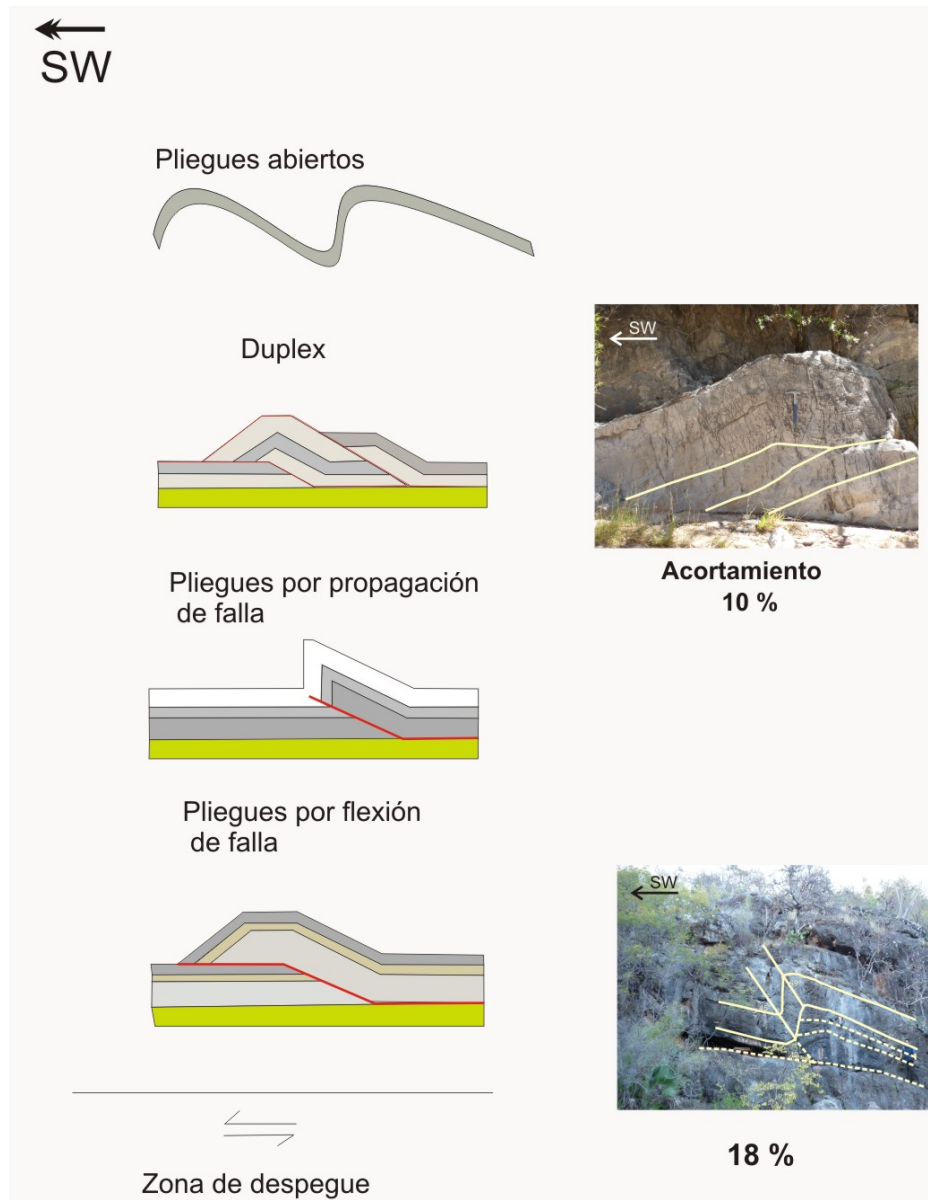 SW
Pliegues abiertos
Duplex
SW
Acortamiento
10 %
Pliegues por propagación
de falla
Pliegues por flexión
de falla
SW
18 %
Zona de despegue